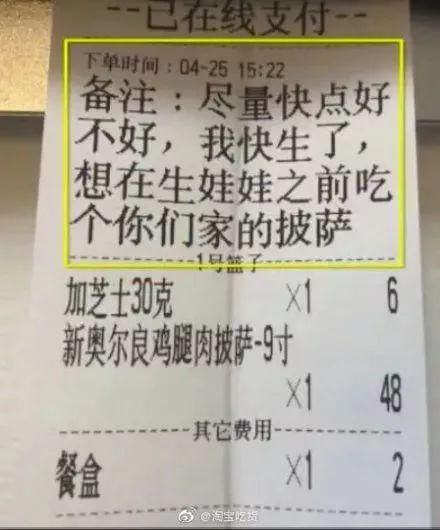 --已在线支付--
下单时间：04-25 15:22
备注：尽量快点好
不好，我快生了，
想在生娃娃之前吃
个你们家的披萨
1号篮子
加芝士30克 X1 6
新奥尔良鸡腿肉披萨-9寸
X1 48
其它费用
餐盒 X1 2
@淘宝吃货